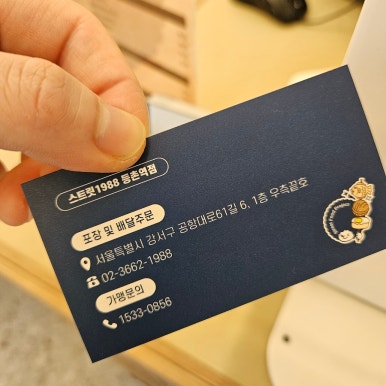 스트릿1988 등촌역점
포장 및 배달주문
서울특별시 강서구 공항대로61길 6, 1층 우측끝호
02-3662-1988
가맹문의
1533-0856